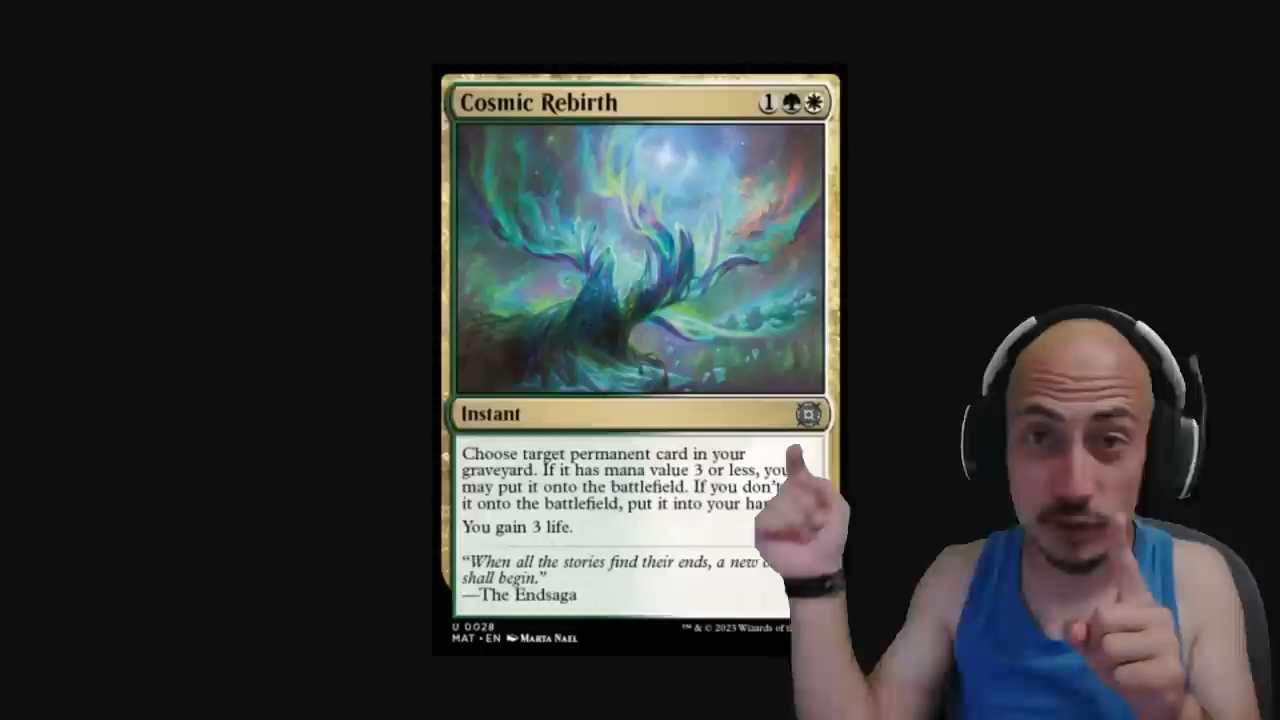 Cosmic Rebirth
1
Instant
Choose target permanent card in your
graveyard. If it has mana value 3 or less, you
may put it onto the battlefield. If you don't
it onto the battlefield, put it into your
You gain 3 life.
“When all the stories find their ends, a new
shall begin.”
—The Endsaga
U 0028
MAT • EN MARTA NAEL
™ & © 2023 Wizards of